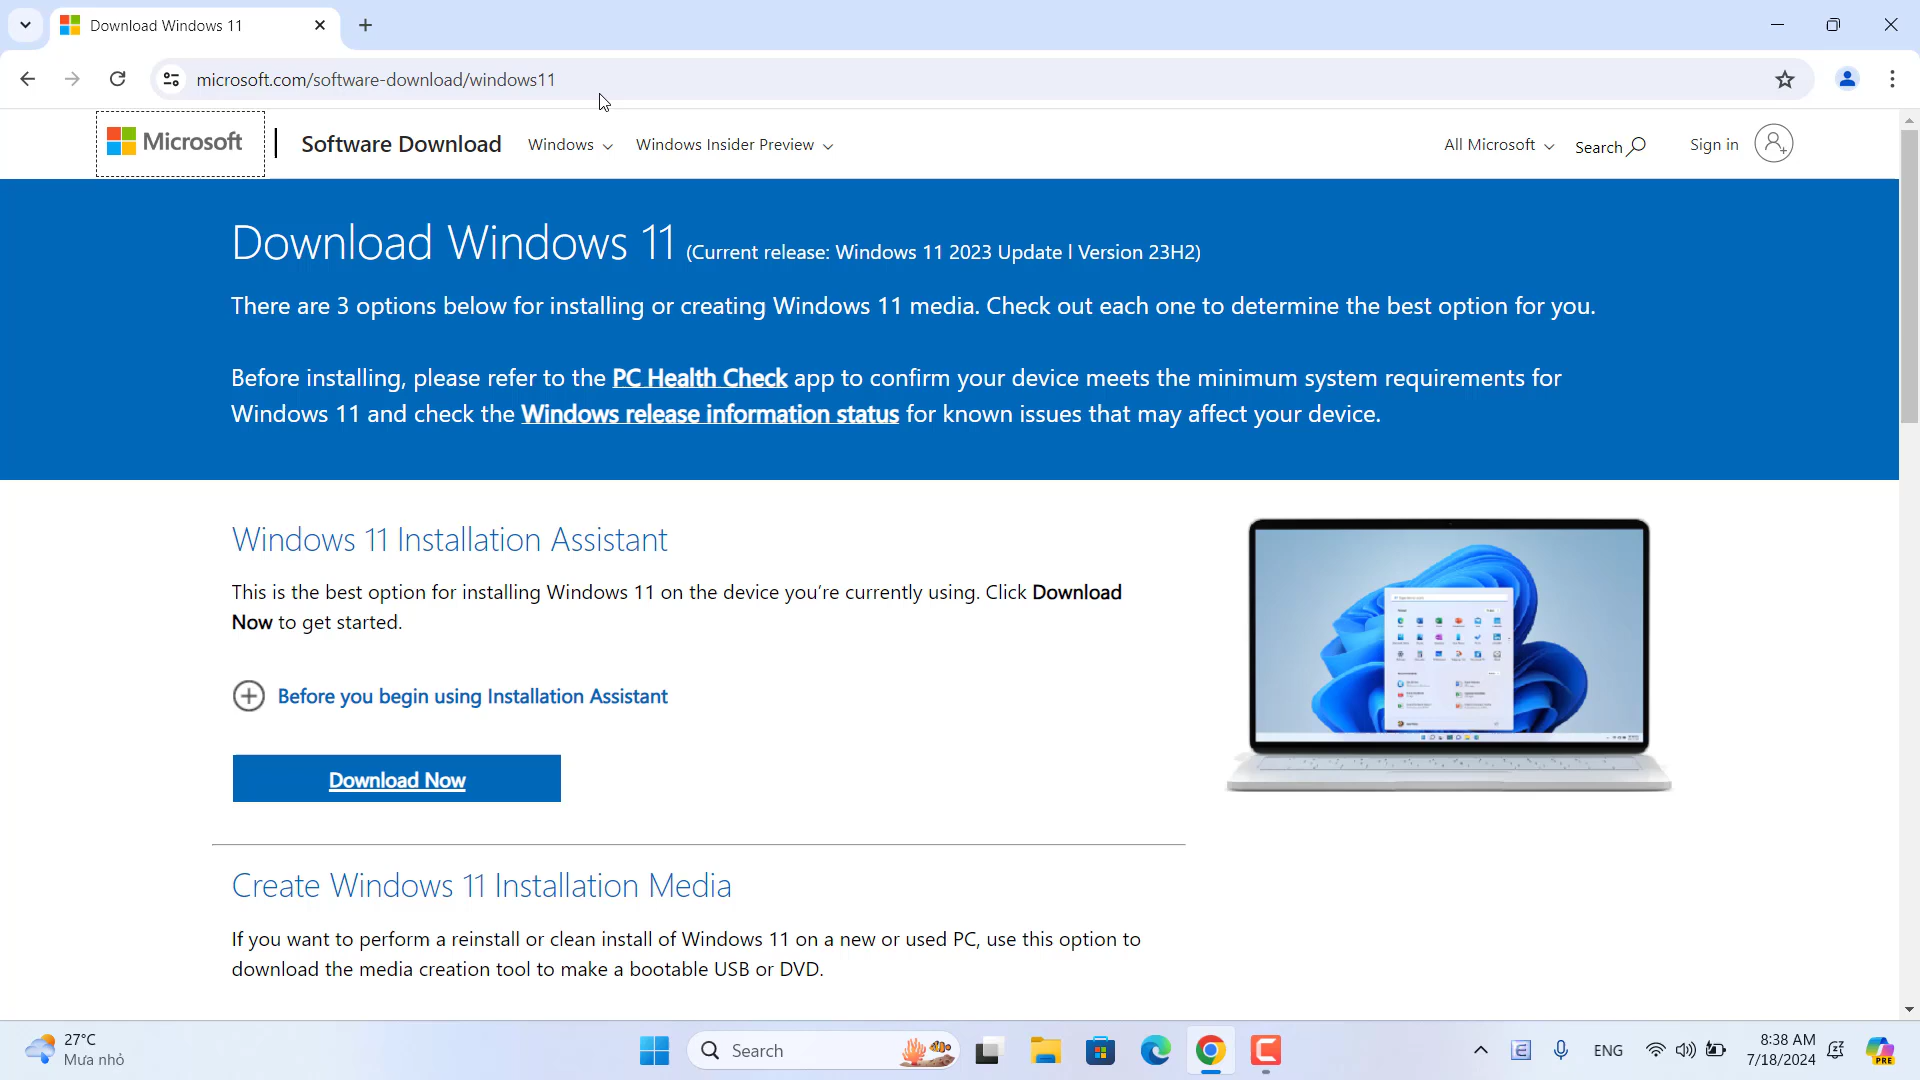 Download Windows 11
microsoft.com/software-download/windows11
Microsoft
Software Download
Windows
Windows Insider Preview
All Microsoft
Search
Sign in
Download Windows 11 (Current release: Windows 11 2023 Update l Version 23H2)
There are 3 options below for installing or creating Windows 11 media. Check out each one to determine the best option for you.
Before installing, please refer to the PC Health Check app to confirm your device meets the minimum system requirements for
Windows 11 and check the Windows release information status for known issues that may affect your device.
Windows 11 Installation Assistant
This is the best option for installing Windows 11 on the device you're currently using. Click Download
Now to get started.
Before you begin using Installation Assistant
Download Now
Create Windows 11 Installation Media
If you want to perform a reinstall or clean install of Windows 11 on a new or used PC, use this option to
download the media creation tool to make a bootable USB or DVD.
27°C
Mưa nhỏ
Search
ENG
8:38 AM
7/18/2024
PRE